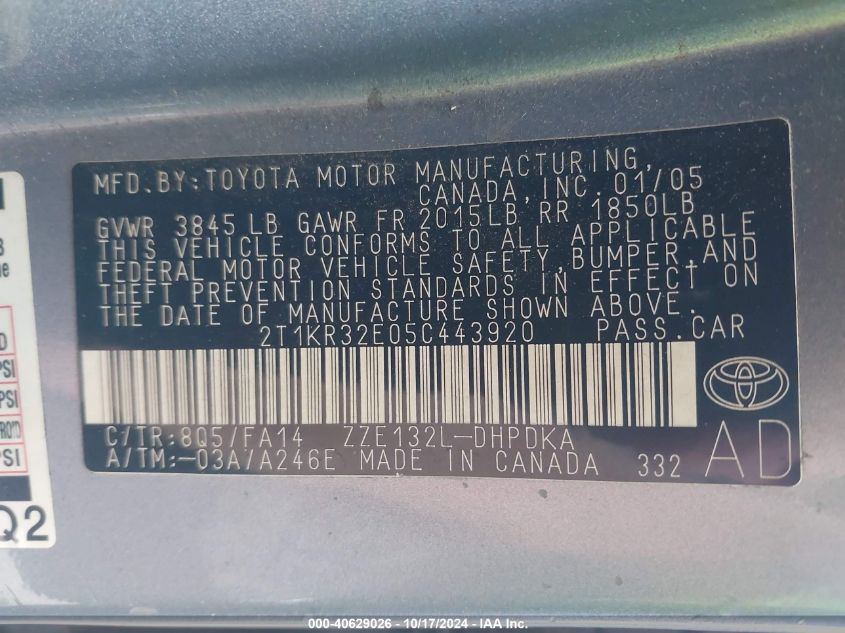 MFD.BY:TOYOTA MOTOR MANUFACTURING,
CANADA,INC. 01/05
GVWR 3845 LB GAWR FR 2015LB RR 1850LB
THIS VEHICLE CONFORMS TO ALL APPLICABLE
FEDERAL MOTOR VEHICLE SAFETY,BUMPER,AND
THEFT PREVENTION STANDARDS IN EFFECT ON
THE DATE OF MANUFACTURE SHOWN ABOVE.
2T1KR32E05C443920 PASS.CAR
C/TR:8Q5/FA14 ZZE132L-DHPDKA
A/TM:-03A/A246E MADE IN CANADA 332
AD
PSI
PSI
PSI
Q2
000-40629026 - 10/17/2024 - IAA Inc.